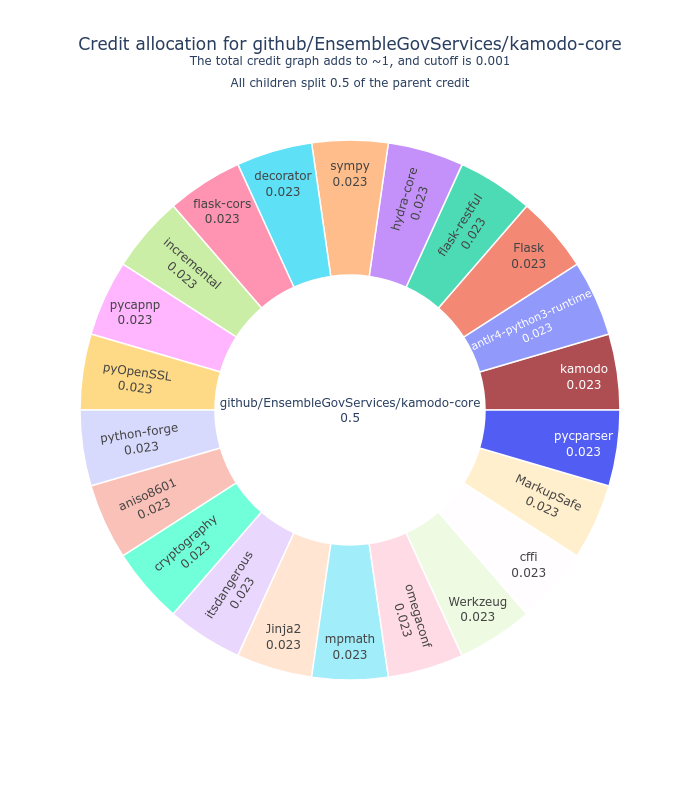 Credit allocation for github/EnsembleGovServices/kamodo-core
The total credit graph adds to ~1, and cutoff is 0.001
All children split 0.5 of the parent credit
sympy
0.023
hydra-core
0.023
flask-restful
0.023
Flask
0.023
antlr4-python3-runtime
0.023
kamodo
0.023
pycparser
0.023
MarkupSafe
0.023
cffi
0.023
Werkzeug
0.023
omegaconf
0.023
mpmath
0.023
Jinja2
0.023
itsdangerous
0.023
cryptography
0.023
aniso8601
0.023
python-forge
0.023
pyOpenSSL
0.023
pycapnp
0.023
incremental
0.023
flask-cors
0.023
decorator
0.023
github/EnsembleGovServices/kamodo-core
0.5